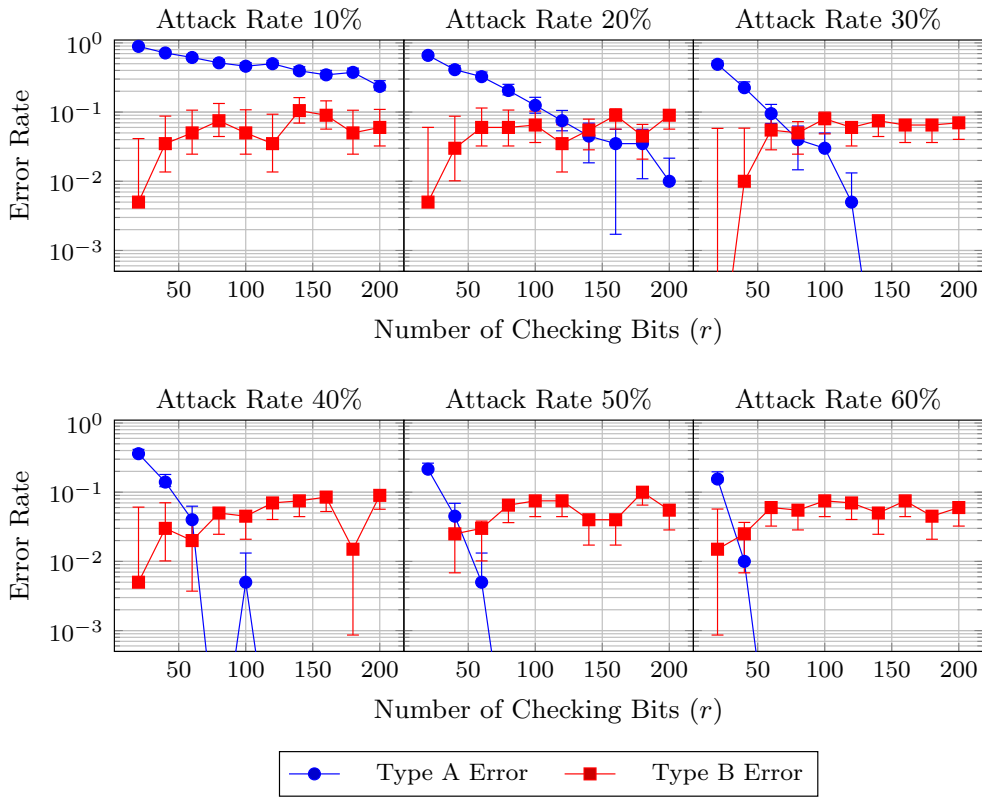 Attack Rate 10% Attack Rate 20% Attack Rate 30%
10^0
10^−1
10^−2
10^−3
Error Rate
50 100 150 200 50 100 150 200 50 100 150 200
Number of Checking Bits (r)
Attack Rate 40% Attack Rate 50% Attack Rate 60%
10^0
10^−1
10^−2
10^−3
Error Rate
50 100 150 200 50 100 150 200 50 100 150 200
Number of Checking Bits (r)
Type A Error Type B Error